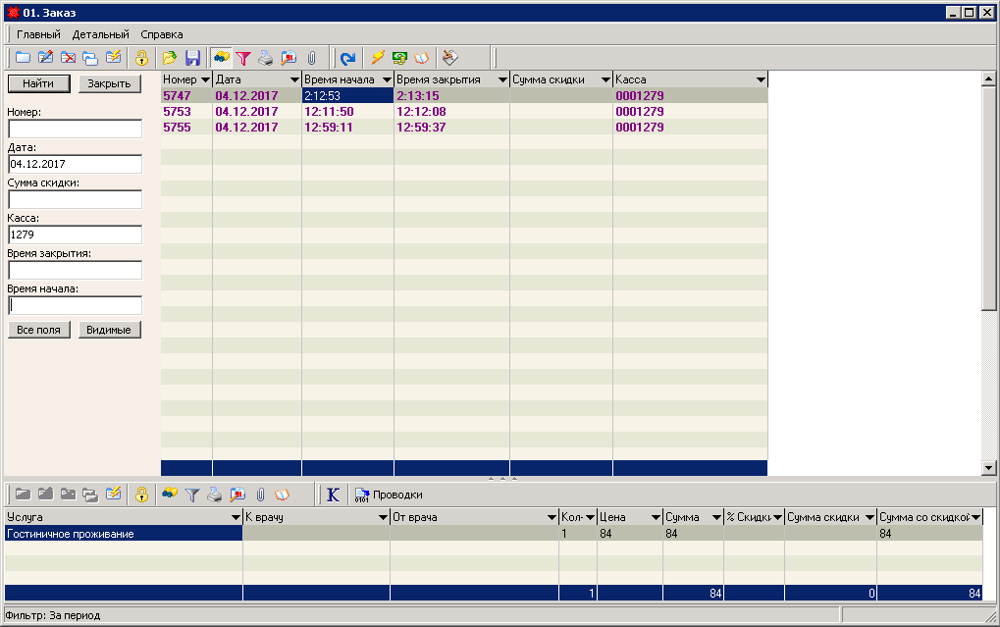 01. Заказ
Главный Детальный Справка
Найти Закрыть
Номер:
Дата:
04.12.2017
Сумма скидки:
Касса:
1279
Время закрытия:
Время начала:
Все поля Видимые
Номер Дата Время начала Время закрытия Сумма скидки Касса
5747 04.12.2017 2:12:53 2:13:15 0001279
5753 04.12.2017 12:11:50 12:12:08 0001279
5755 04.12.2017 12:59:11 12:59:37 0001279
K Проводки
Услуга К врачу От врача Кол- Цена Сумма % Скидки Сумма скидки Сумма со скидкой
Гостиничное проживание 1 84 84 84
1 84 0 84
Фильтр: За период